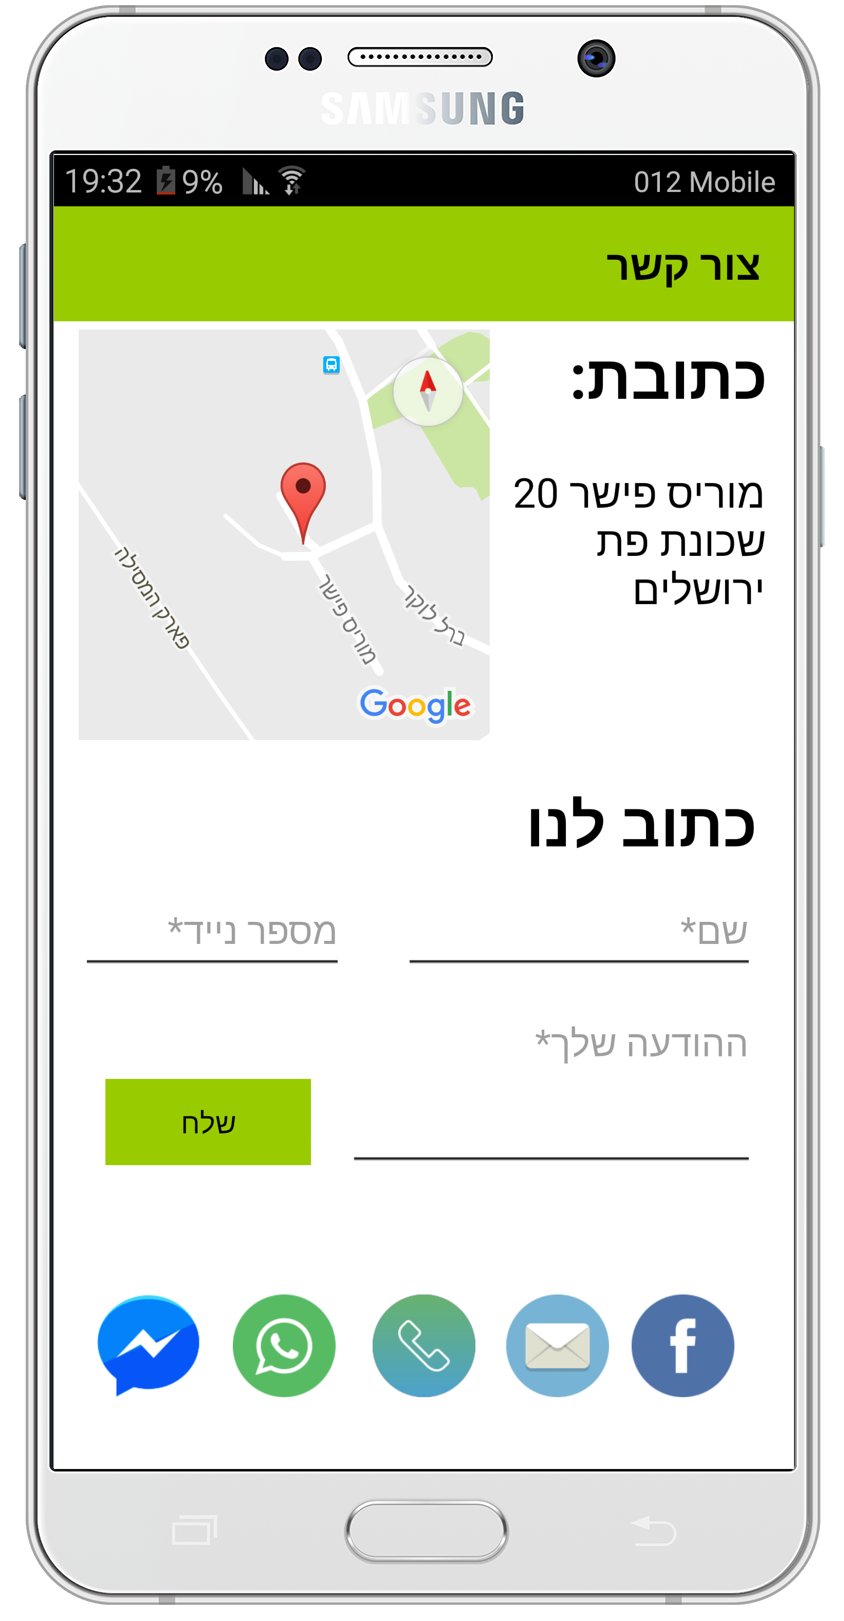 SAMSUNG
19:32 9% 012 Mobile
צור קשר
כתובת:
מוריס פישר 20
שכונת פת
ירושלים
פארק המסילה
מוריס פישר
ברל לוקר
Google
כתוב לנו
שם*
מספר נייד*
ההודעה שלך*
שלח